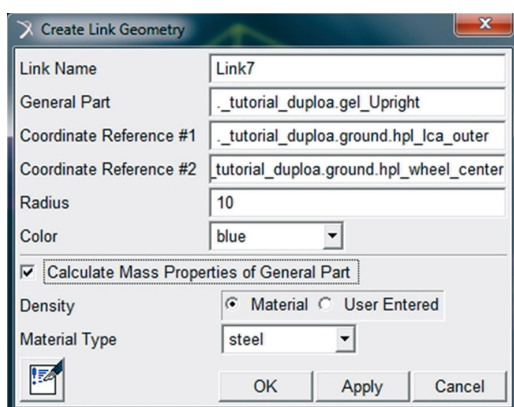 Create Link Geometry
Link Name Link7
General Part ._tutorial_duploa.gel_Upright
Coordinate Reference #1 ._tutorial_duploa.ground.hpl_lca_outer
Coordinate Reference #2 _tutorial_duploa.ground.hpl_wheel_center
Radius 10
Color blue
Calculate Mass Properties of General Part
Density Material User Entered
Material Type steel
OK Apply Cancel